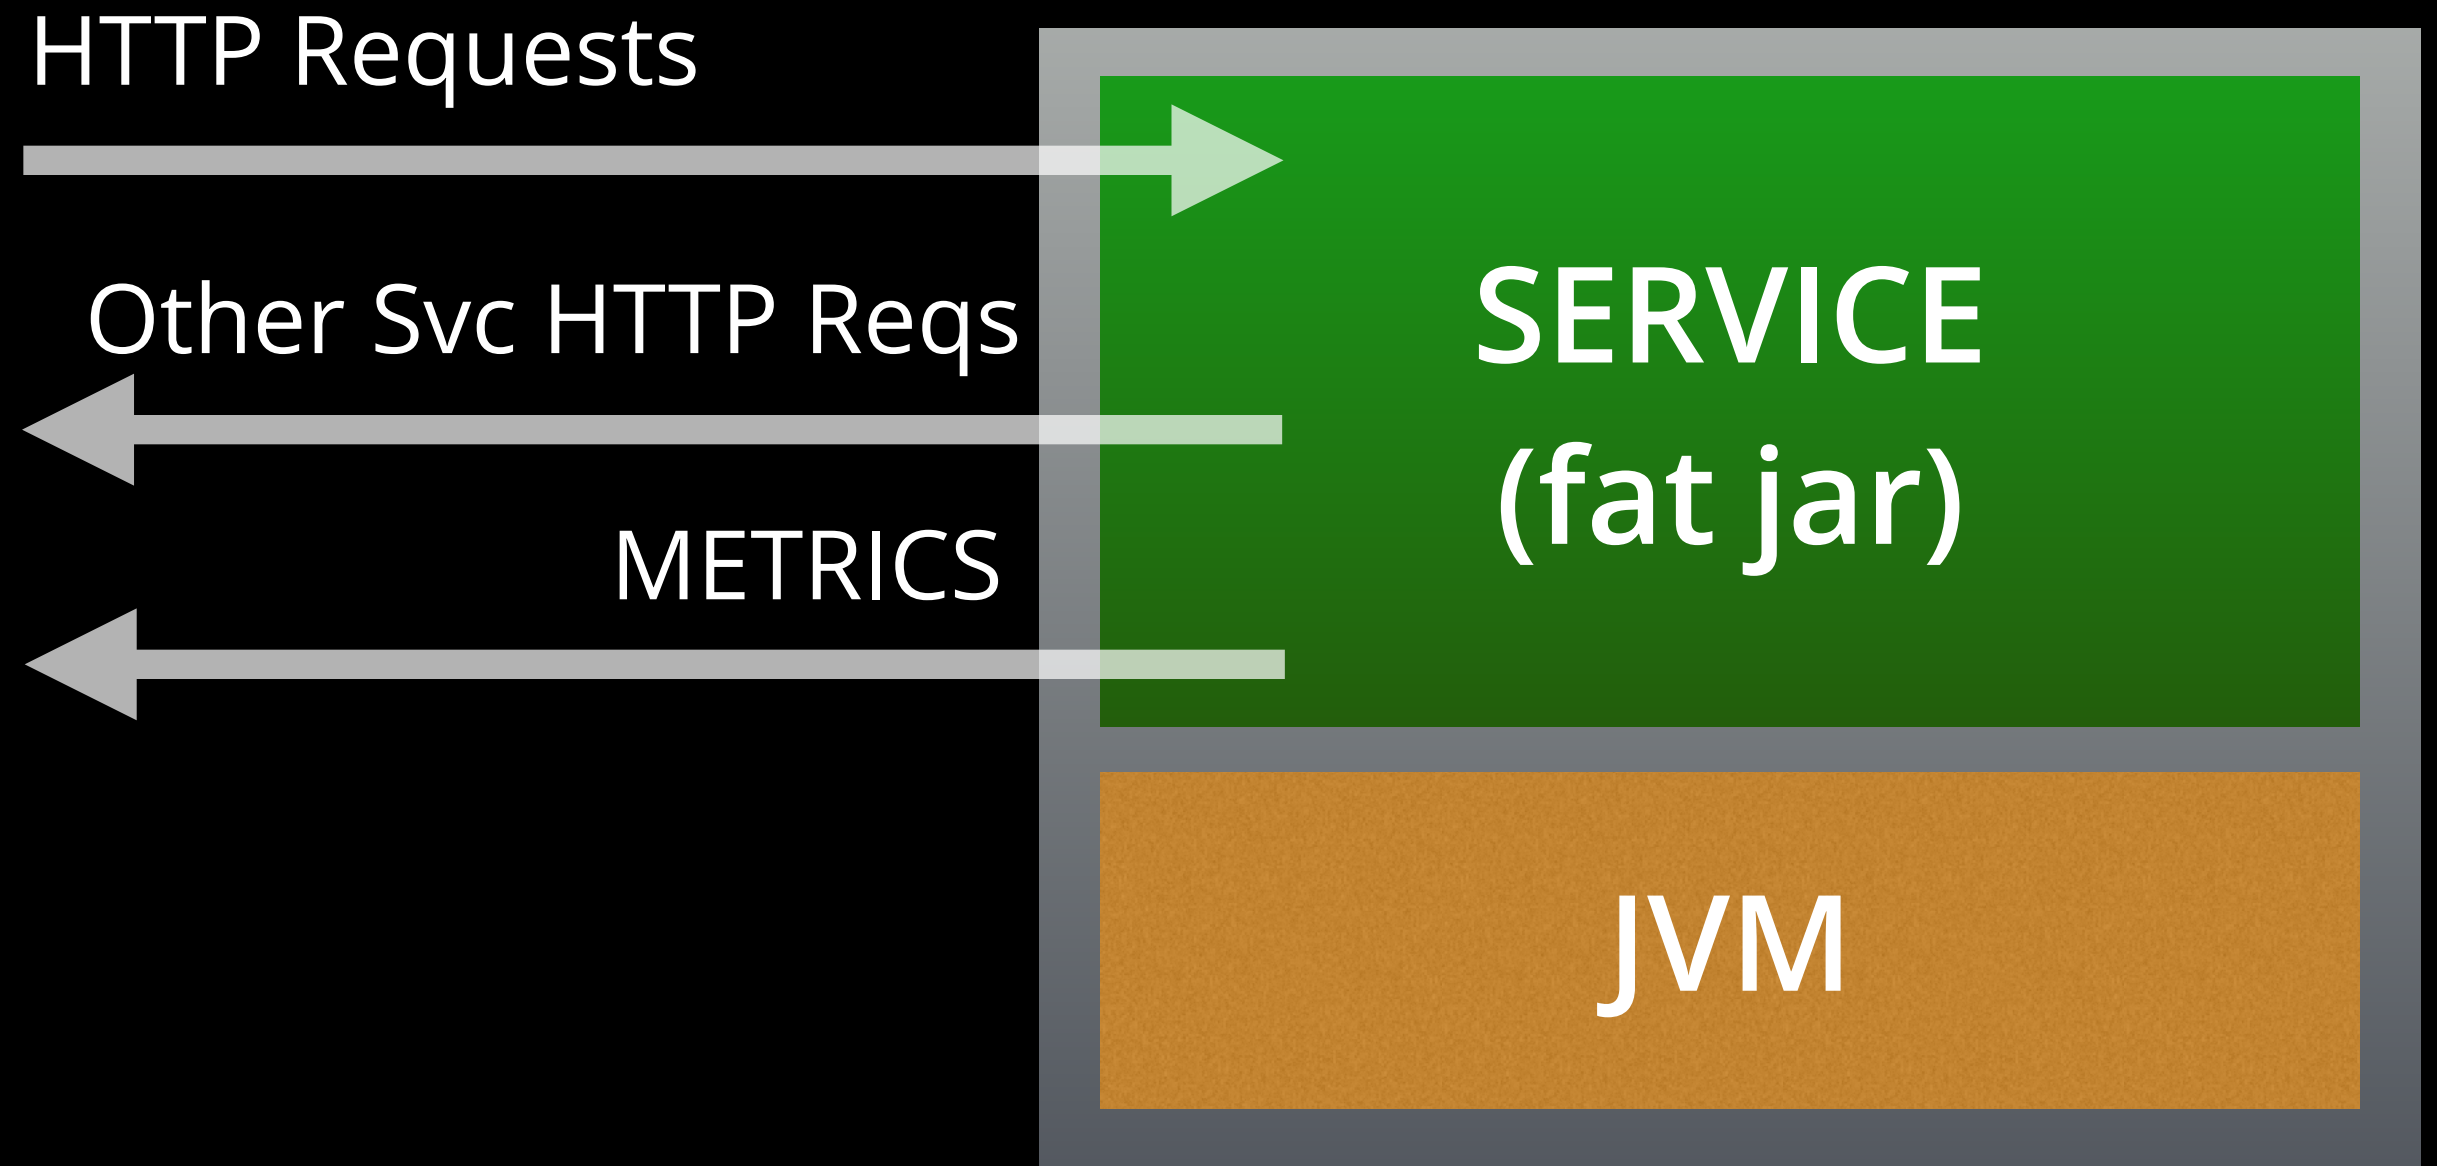 HTTP Requests
Other Svc HTTP Reqs
METRICS
SERVICE
(fat jar)
JVM